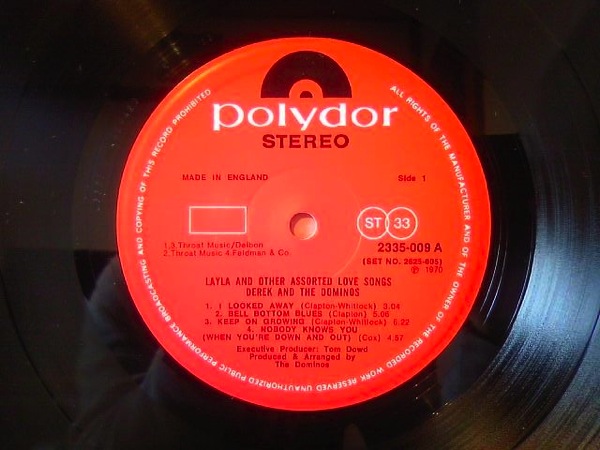 polydor
STEREO
MADE IN ENGLAND
Side 1
ST 33
2335-009 A
(SET NO. 2625-605)
℗ 1970
1.3.Throat Music/Delbon
2.Throat Music 4.Feldman & Co.
LAYLA AND OTHER ASSORTED LOVE SONGS
DEREK AND THE DOMINOS
1. I LOOKED AWAY (Clapton-Whitlock) 3.04
2. BELL BOTTOM BLUES (Clapton) 5.06
3. KEEP ON GROWING (Clapton-Whitlock) 6.22
4. NOBODY KNOWS YOU
(WHEN YOU'RE DOWN AND OUT) (Cox) 4.57
Executive Producer: Tom Dowd
Produced & Arranged by
The Dominos
ALL RIGHTS OF THE MANUFACTURER AND OF THE OWNER OF THE RECORDED WORK RESERVED UNAUTHORIZED PUBLIC PERFORMANCE BROADCASTING AND COPYING OF THIS RECORD PROHIBITED